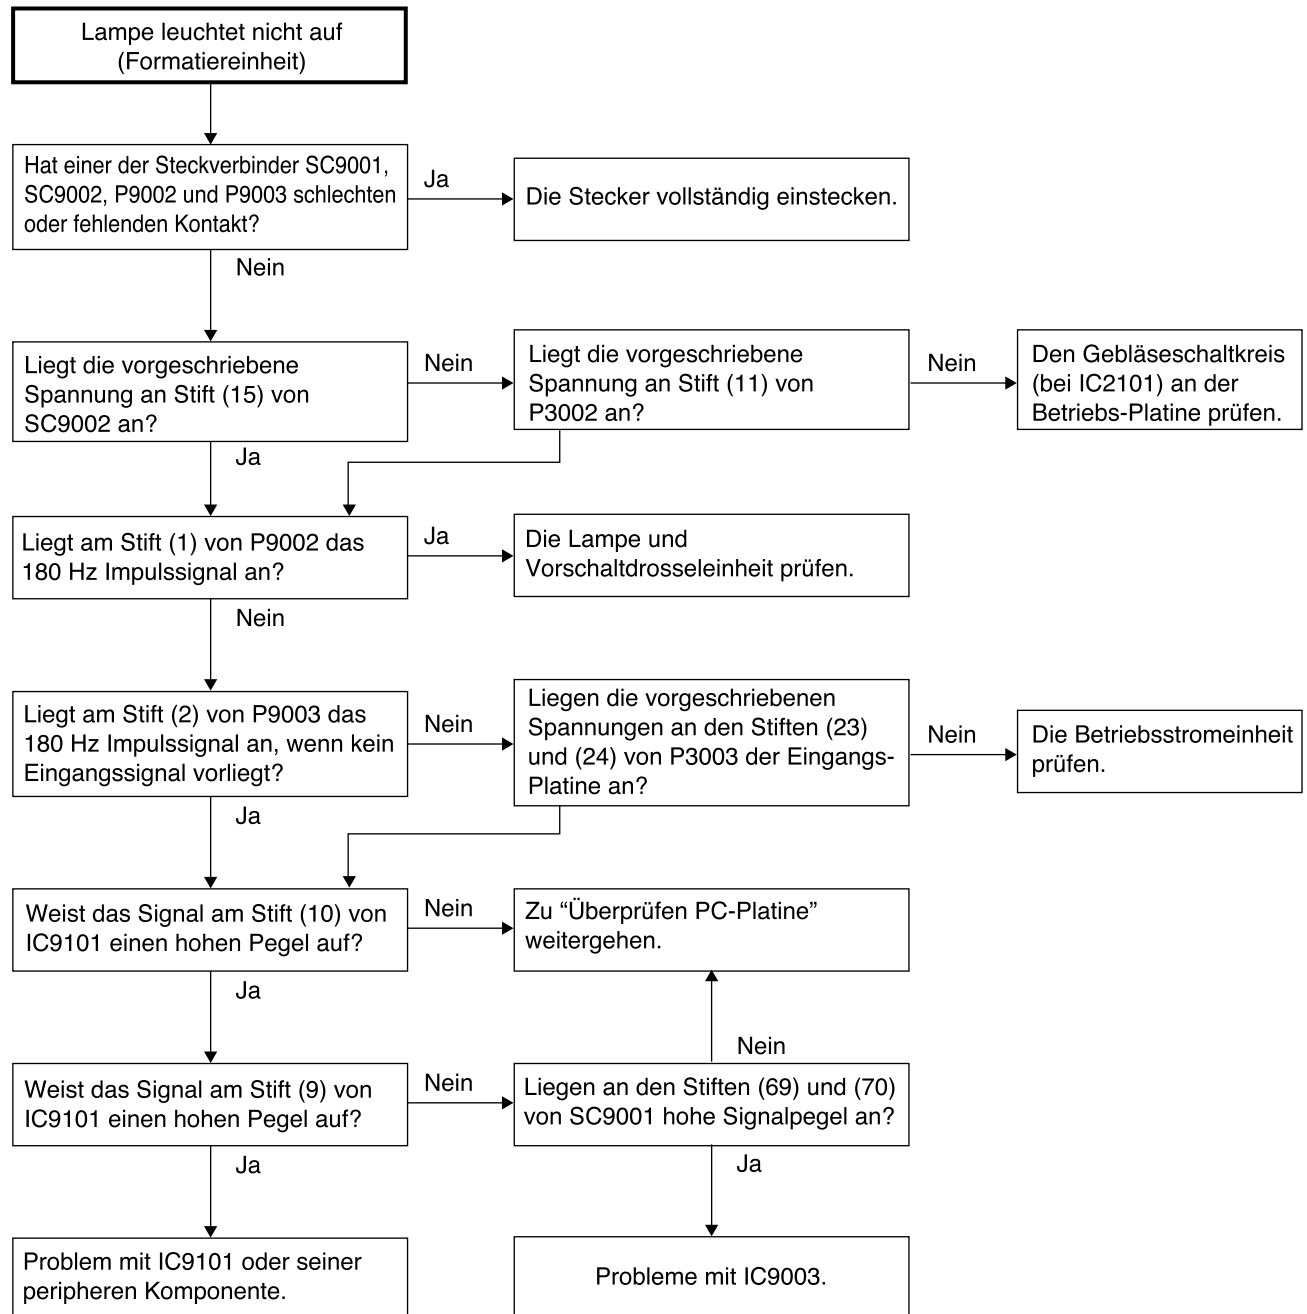 Lampe leuchtet nicht auf
(Formatiereinheit)
Hat einer der Steckverbinder SC9001,
SC9002, P9002 und P9003 schlechten
oder fehlenden Kontakt?
Ja
Die Stecker vollständig einstecken.
Nein
Liegt die vorgeschriebene
Spannung an Stift (15) von
SC9002 an?
Nein
Liegt die vorgeschriebene
Spannung an Stift (11) von
P3002 an?
Nein
Den Gebläseschaltkreis
(bei IC2101) an der
Betriebs-Platine prüfen.
Ja
Liegt am Stift (1) von P9002 das
180 Hz Impulssignal an?
Ja
Die Lampe und
Vorschaltdrosseleinheit prüfen.
Nein
Liegt am Stift (2) von P9003 das
180 Hz Impulssignal an, wenn kein
Eingangssignal vorliegt?
Nein
Liegen die vorgeschriebenen
Spannungen an den Stiften (23)
und (24) von P3003 der Eingangs-
Platine an?
Nein
Die Betriebsstromeinheit
prüfen.
Ja
Weist das Signal am Stift (10) von
IC9101 einen hohen Pegel auf?
Nein
Zu “Überprüfen PC-Platine”
weitergehen.
Ja
Nein
Weist das Signal am Stift (9) von
IC9101 einen hohen Pegel auf?
Nein
Liegen an den Stiften (69) und (70)
von SC9001 hohe Signalpegel an?
Ja
Ja
Problem mit IC9101 oder seiner
peripheren Komponente.
Probleme mit IC9003.